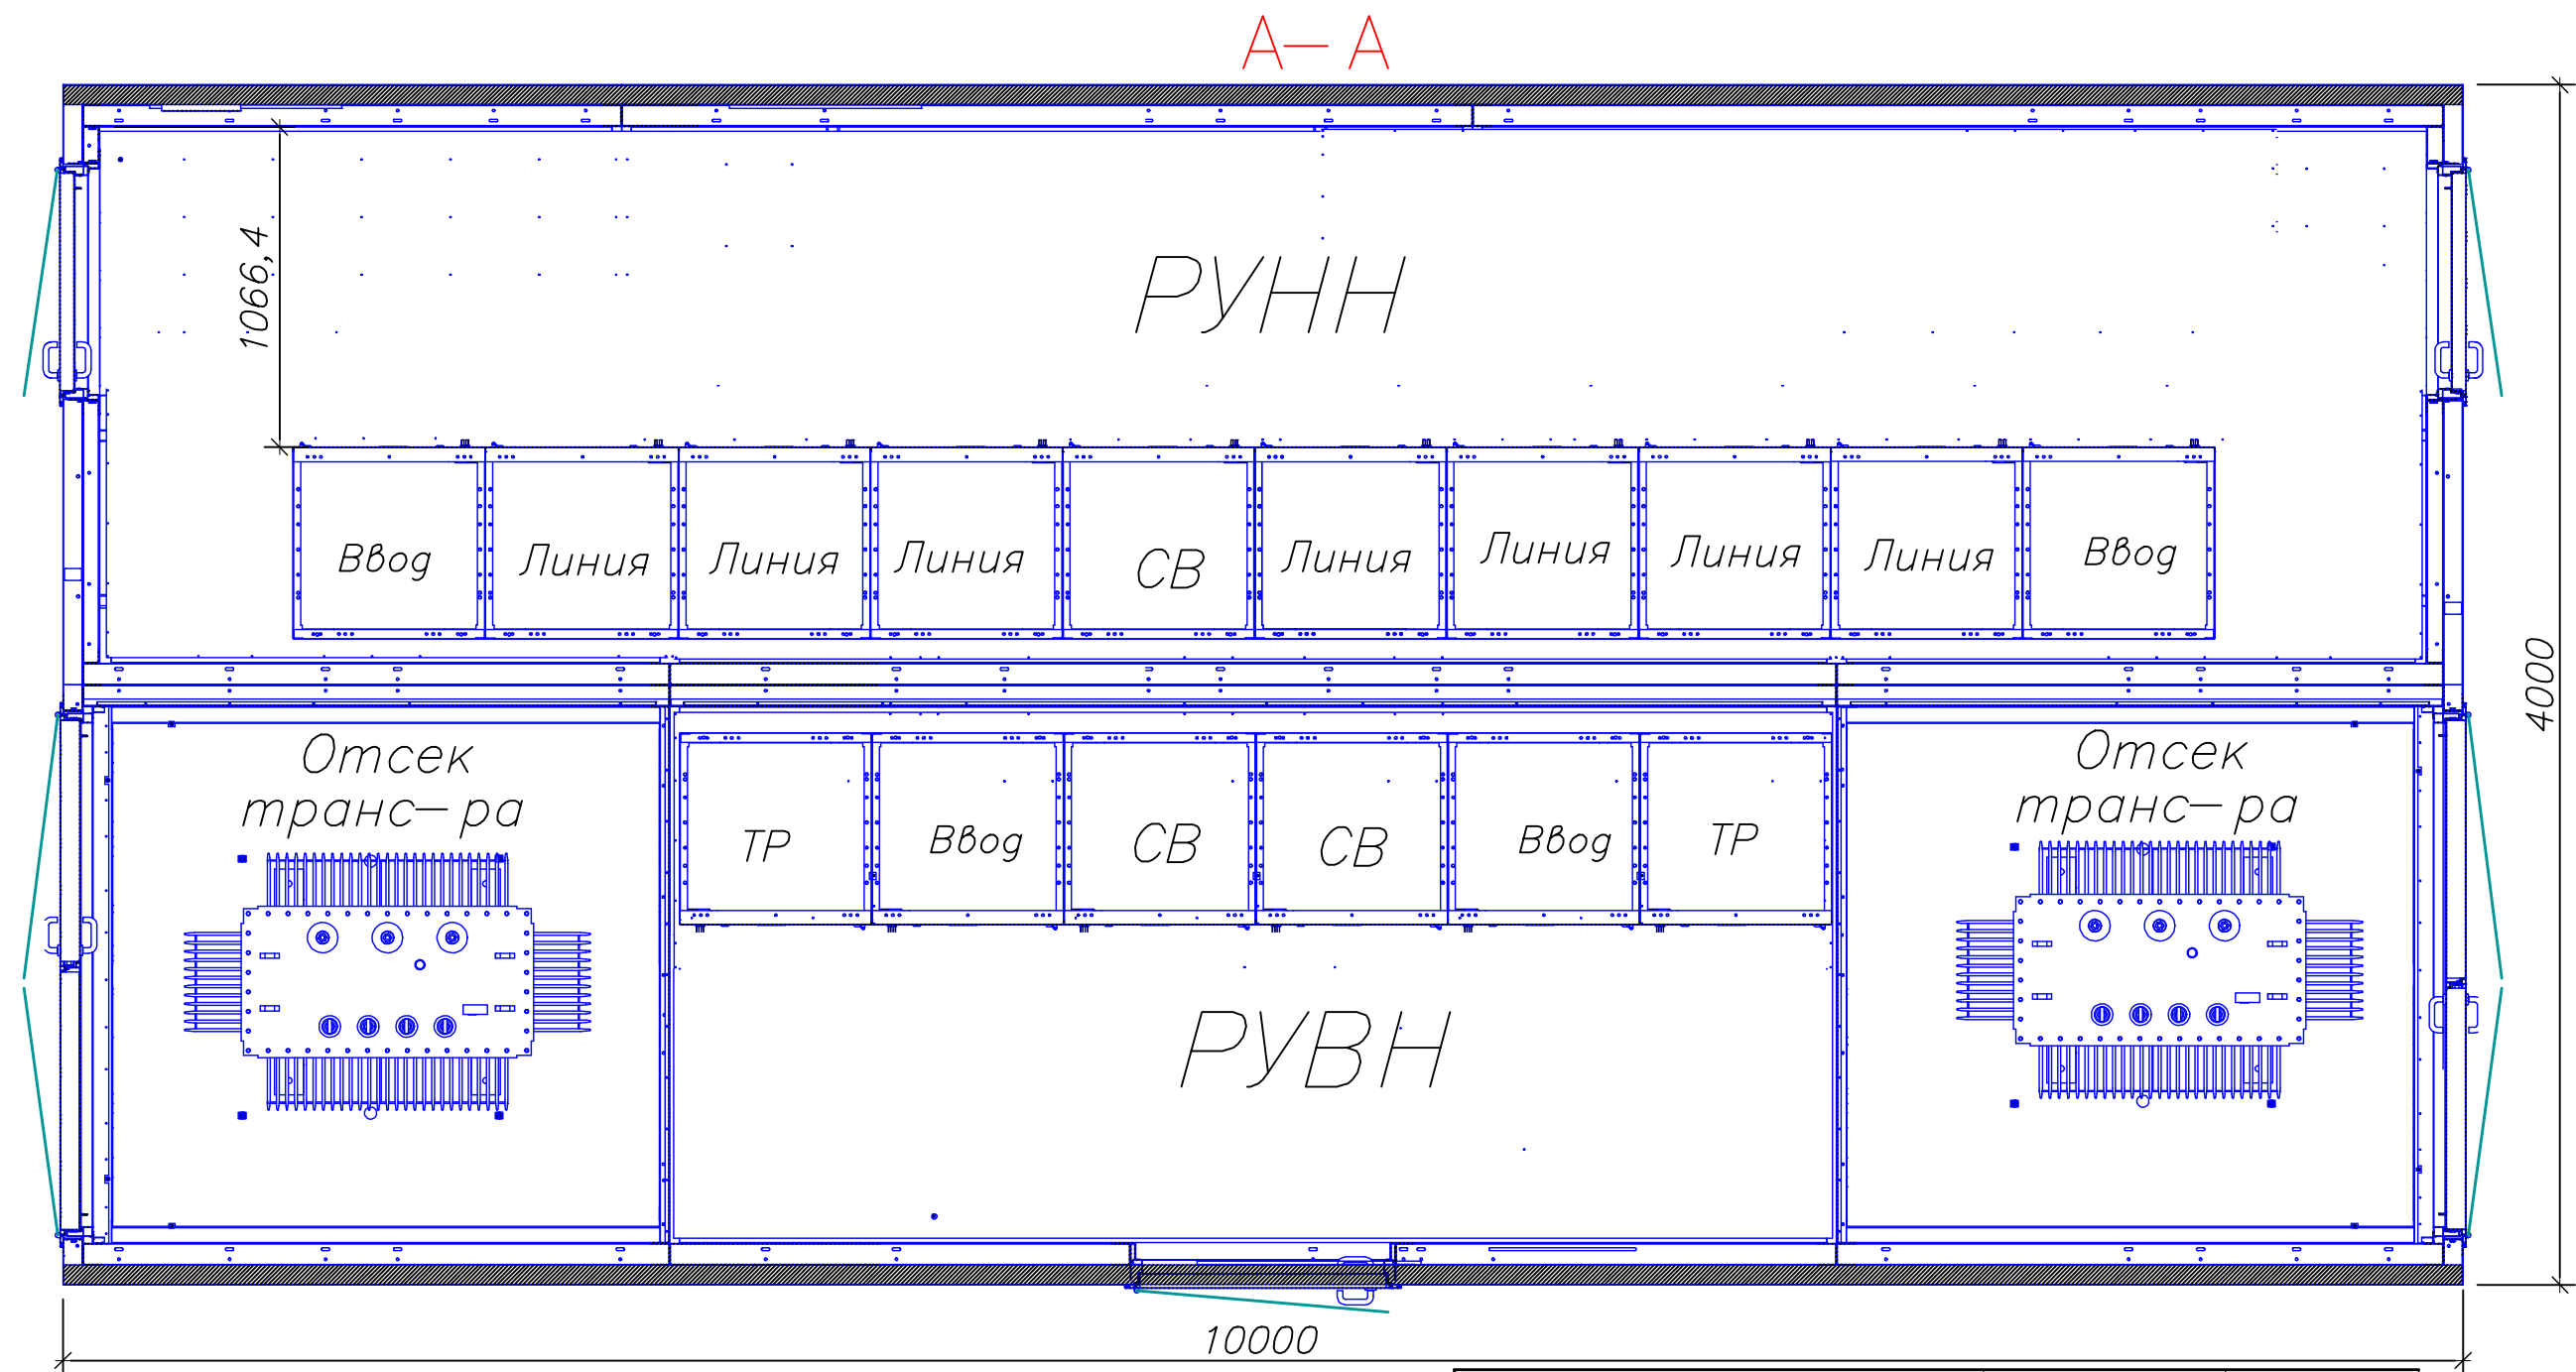 А— А
1066,4
РУНН
Ввод
Линия
Линия
Линия
СВ
Линия
Линия
Линия
Линия
Ввод
4000
Отсек
транс— ра
ТР
Ввод
СВ
СВ
Ввод
ТР
Отсек
транс— ра
РУВН
10000